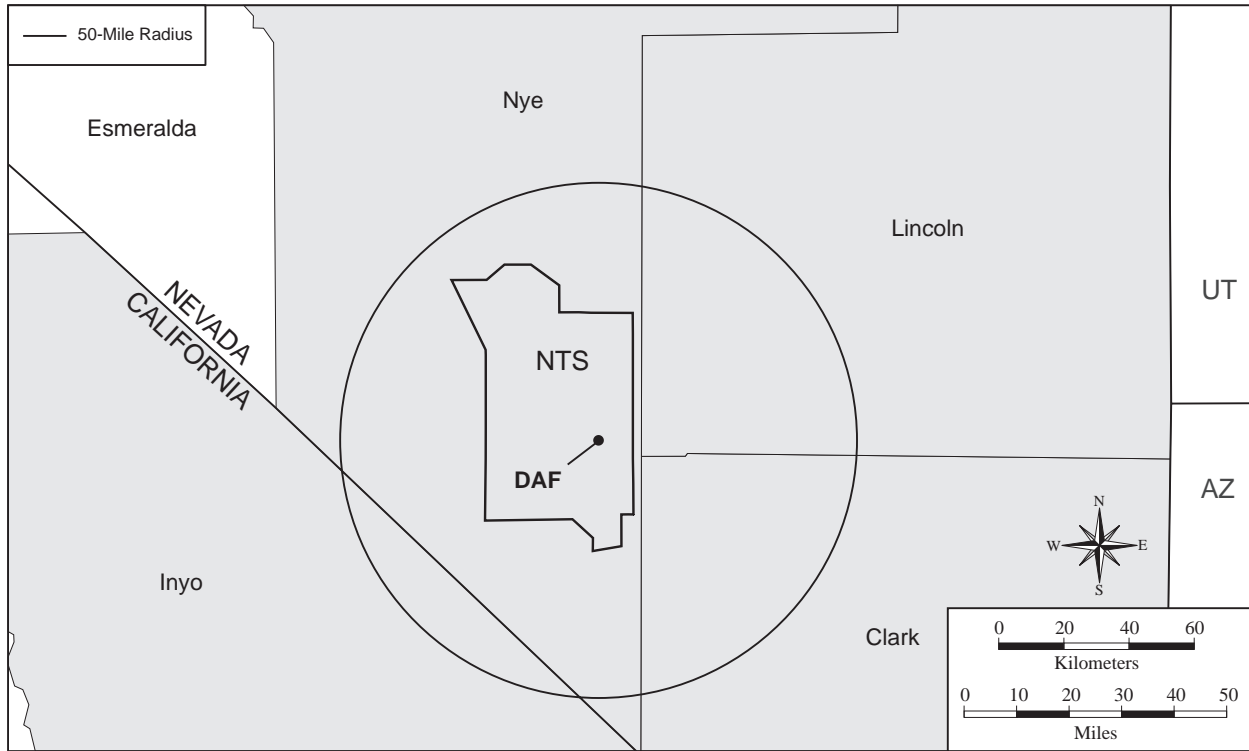 50-Mile Radius
Nye
Esmeralda
Lincoln
UT
NEVADA
CALIFORNIA
NTS
DAF
AZ
N
W E
S
Inyo
Clark
0 20 40 60
Kilometers
0 10 20 30 40 50
Miles